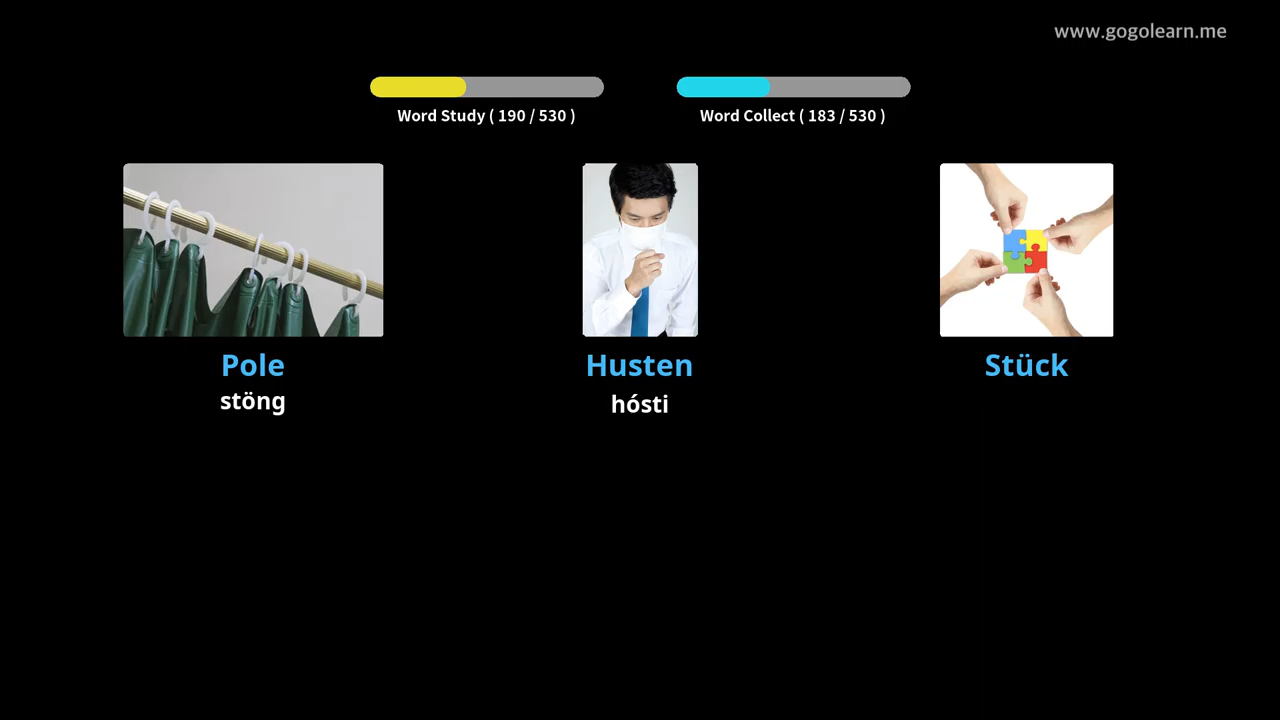 www.gogolearn.me
Word Study ( 190 / 530 )
Word Collect ( 183 / 530 )
Pole
stöng
Husten
hósti
Stück